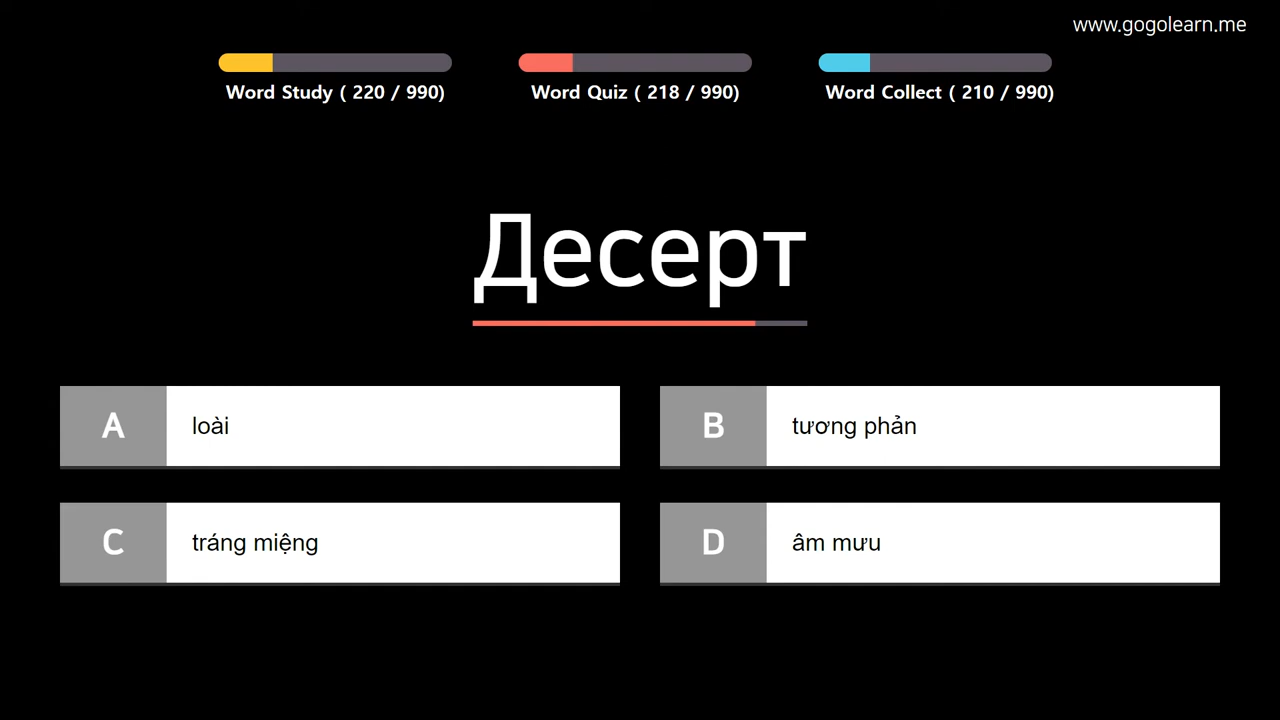 www.gogolearn.me
Word Study ( 220 / 990)
Word Quiz ( 218 / 990)
Word Collect ( 210 / 990)
Десерт
A loài
B tương phản
C tráng miệng
D âm mưu